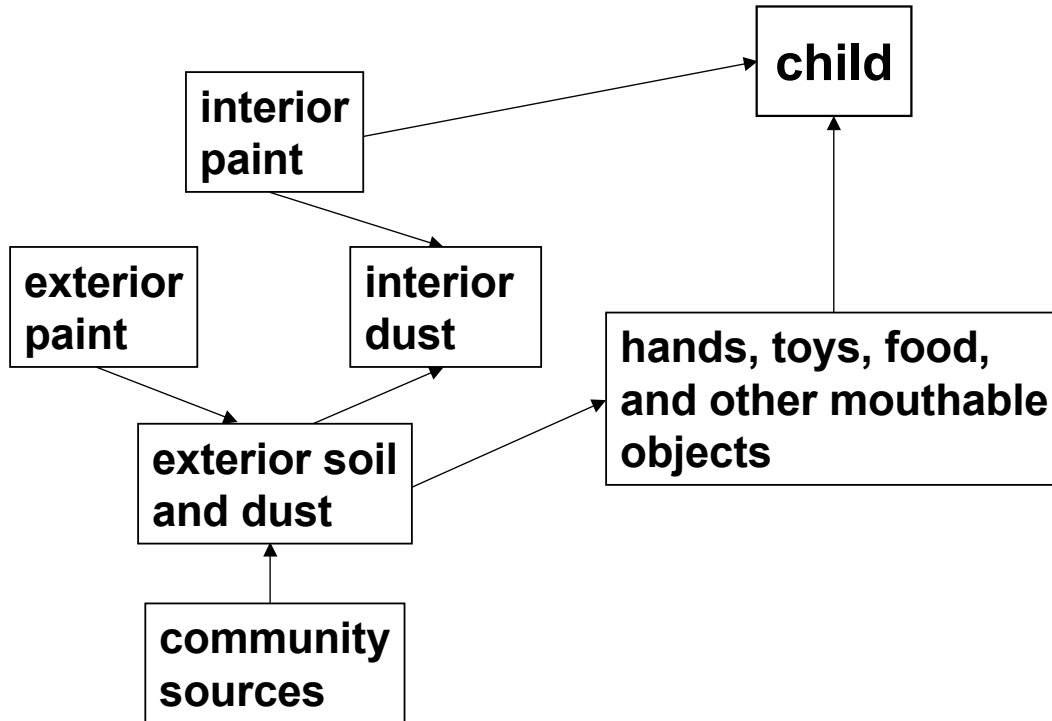 child
interior
paint
exterior
paint
interior
dust
hands, toys, food,
and other mouthable
objects
exterior soil
and dust
community
sources